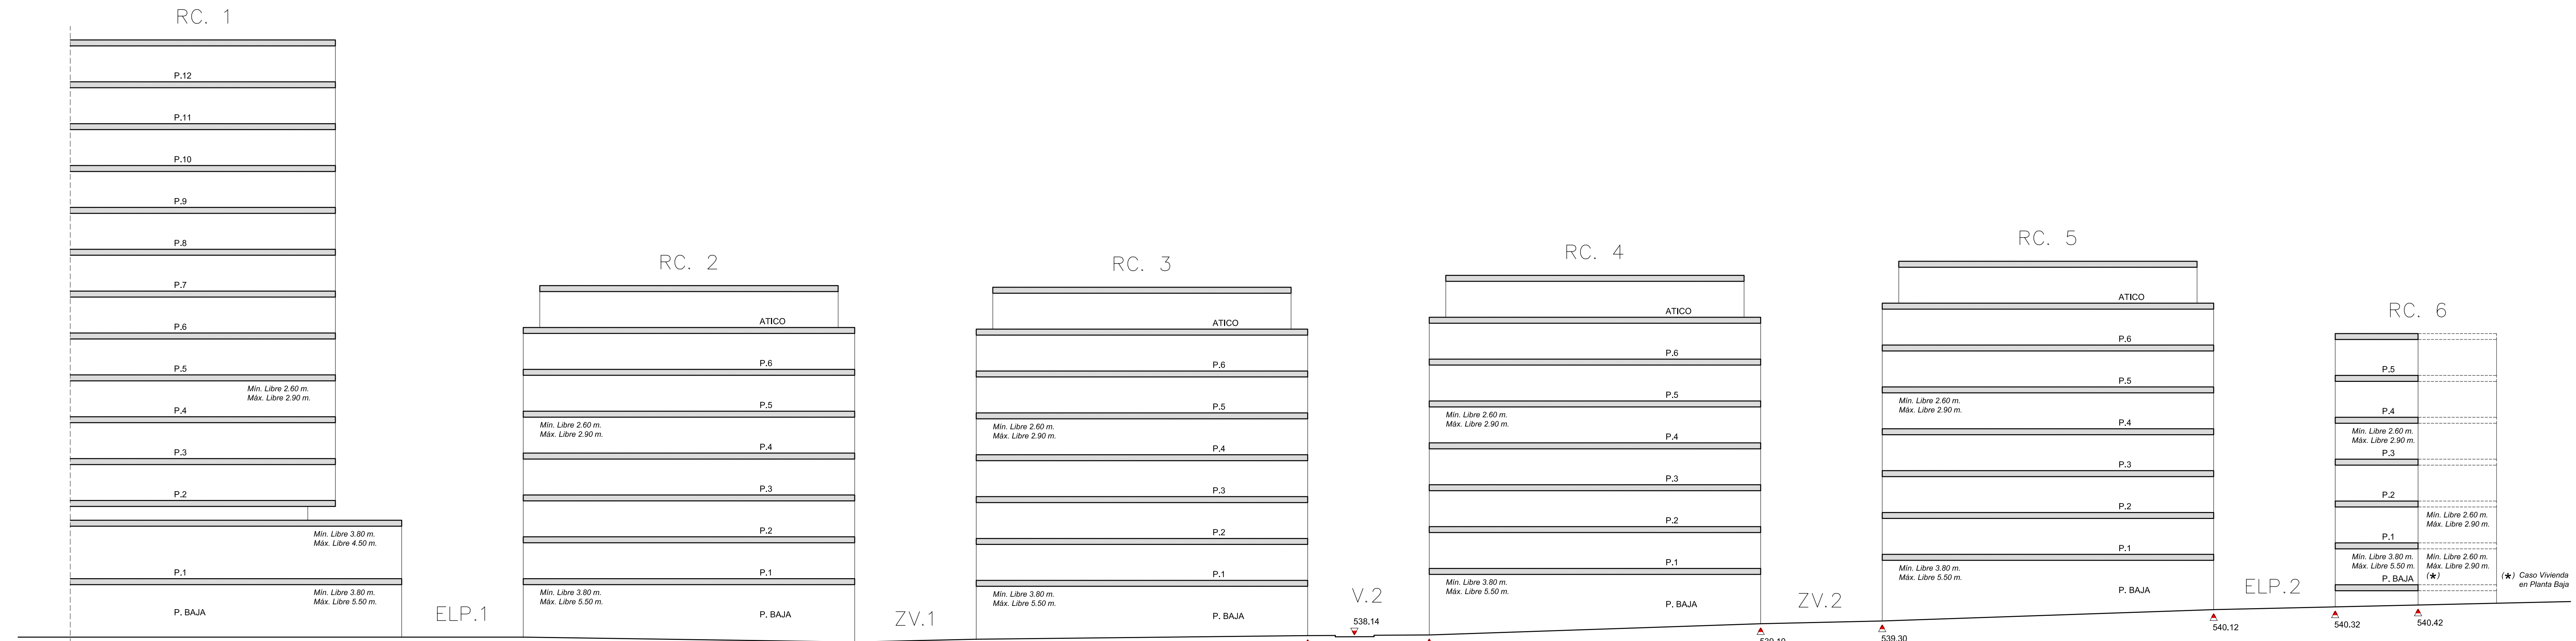 RC. 1
P.12
P.11
P.10
P.9
P.8
P.7
P.6
P.5
Mín. Libre 2.60 m.
Máx. Libre 2.90 m.
P.4
P.3
P.2
Mín. Libre 3.80 m.
Máx. Libre 4.50 m.
P.1
Mín. Libre 3.80 m.
Máx. Libre 5.50 m.
P. BAJA
ELP.1
RC. 2
ATICO
P.6
P.5
Mín. Libre 2.60 m.
Máx. Libre 2.90 m.
P.4
P.3
P.2
P.1
Mín. Libre 3.80 m.
Máx. Libre 5.50 m.
P. BAJA
ZV.1
RC. 3
ATICO
P.6
P.5
Mín. Libre 2.60 m.
Máx. Libre 2.90 m.
P.4
P.3
P.2
P.1
Mín. Libre 3.80 m.
Máx. Libre 5.50 m.
P. BAJA
V.2
538.14
RC. 4
ATICO
P.6
P.5
Mín. Libre 2.60 m.
Máx. Libre 2.90 m.
P.4
P.3
P.2
P.1
Mín. Libre 3.80 m.
Máx. Libre 5.50 m.
P. BAJA
539.10
ZV.2
539.30
RC. 5
ATICO
P.6
P.5
Mín. Libre 2.60 m.
Máx. Libre 2.90 m.
P.4
P.3
P.2
P.1
Mín. Libre 3.80 m.
Máx. Libre 5.50 m.
P. BAJA
540.12
ELP.2
540.32
RC. 6
P.5
P.4
Mín. Libre 2.60 m.
Máx. Libre 2.90 m.
P.3
P.2
Mín. Libre 2.60 m.
Máx. Libre 2.90 m.
P.1
Mín. Libre 3.80 m.
Máx. Libre 5.50 m.
Mín. Libre 2.60 m.
Máx. Libre 2.90 m.
(*)
P. BAJA
(*) Caso Vivienda
en Planta Baja
540.42